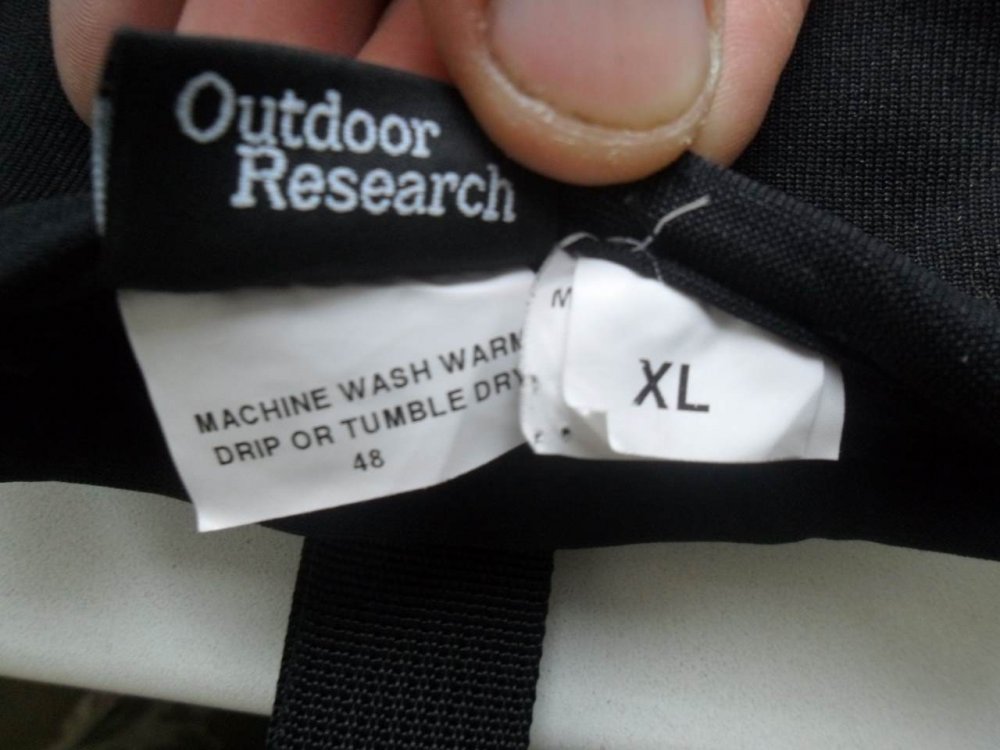 Outdoor
Research
MACHINE WASH WARM
DRIP OR TUMBLE DRY
48
M
XL